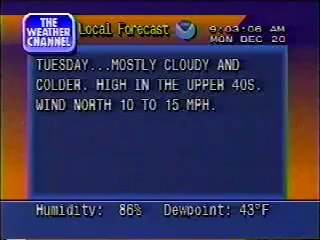 THE
WEATHER
CHANNEL
Local Forecast
9:03:06 AM
MON DEC 20
TUESDAY...MOSTLY CLOUDY AND
COLDER. HIGH IN THE UPPER 40S.
WIND NORTH 10 TO 15 MPH.
Humidity: 86% Dewpoint: 43°F